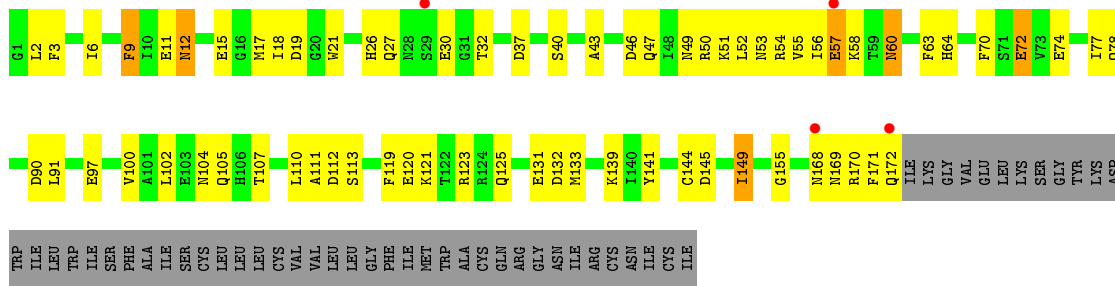 G1 L2 F3 I6 F9 I10 E11 N12 E15 G16 M17 I18 D19 G20 W21 H26 Q27 N28 S29 E30 G31 T32 D37 S40 A43 D46 Q47 I48 N49 R50 K51 L52 N53 R54 V55 I56 E57 K58 T59 N60 F63 H64 F70 S71 E72 V73 E74 I77
D90 L91 E97 V100 A101 L102 E103 N104 Q105 H106 T107 L110 A111 D112 S113 F119 E120 K121 T122 R123 R124 Q125 E131 D132 M133 K139 I140 Y141 C144 D145 I149 G155 N168 N169 R170 F171 Q172 ILE LYS GLY VAL GLU LEU LYS SER GLY TYR LYS ASP
TRP ILE LEU TRP ILE SER PHE ALA ILE SER CYS LEU LEU LEU CYS VAL VAL LEU LEU GLY PHE ILE MET TRP ALA CYS GLN ARG GLY ASN ILE ARG CYS ASN ILE CYS ILE